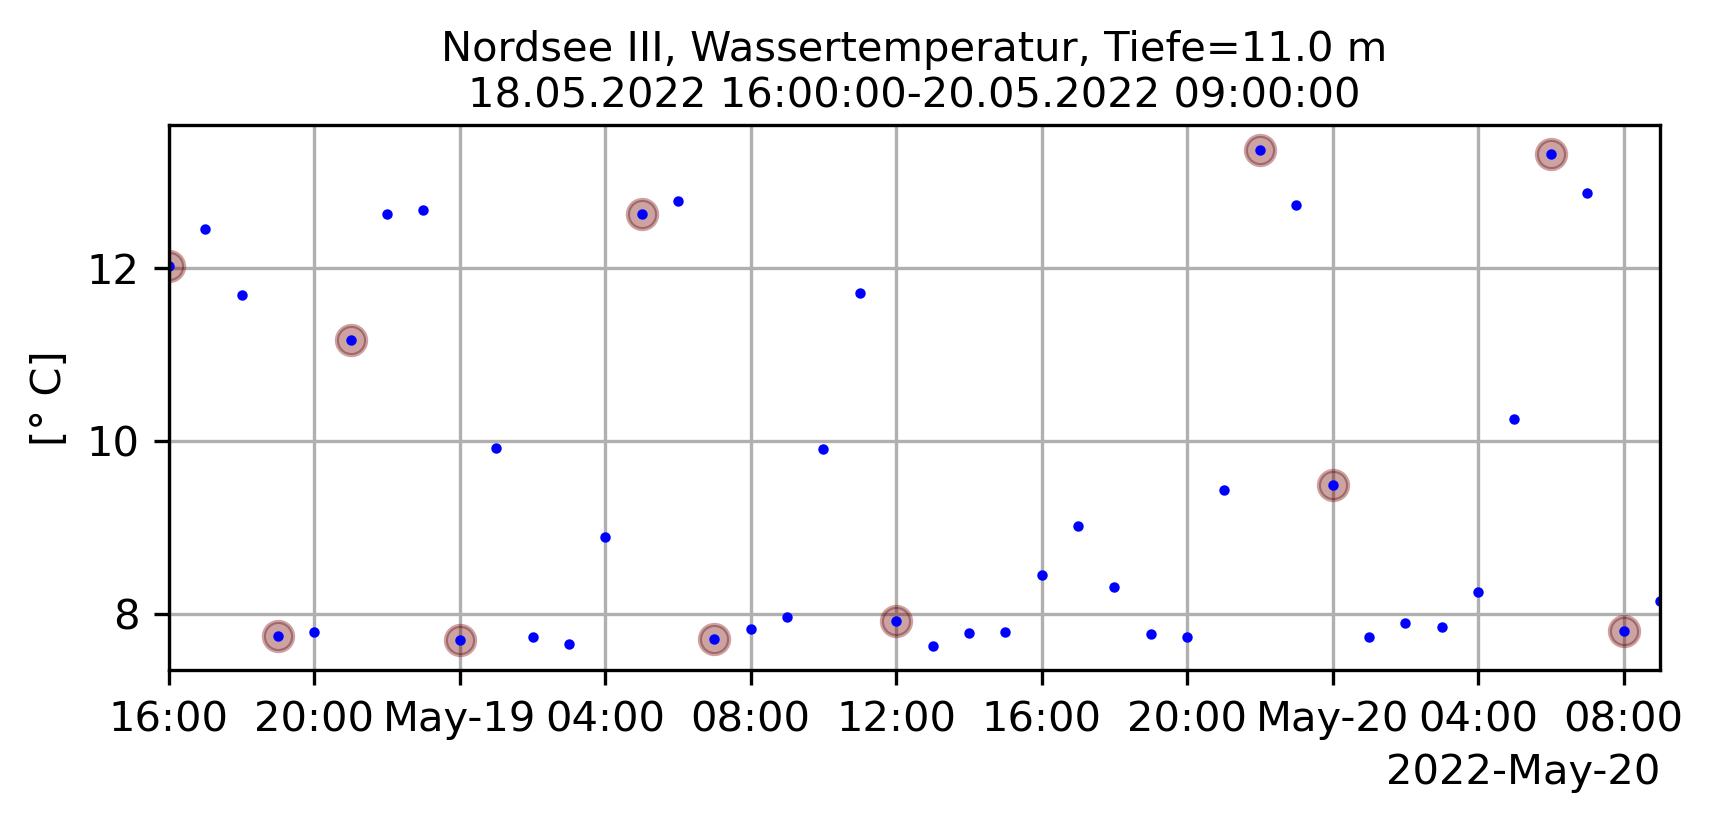 Nordsee III, Wassertemperatur, Tiefe=11.0 m
18.05.2022 16:00:00-20.05.2022 09:00:00
12
10
8
[° C]
16:00 20:00 May-19 04:00 08:00 12:00 16:00 20:00 May-20 04:00 08:00
2022-May-20